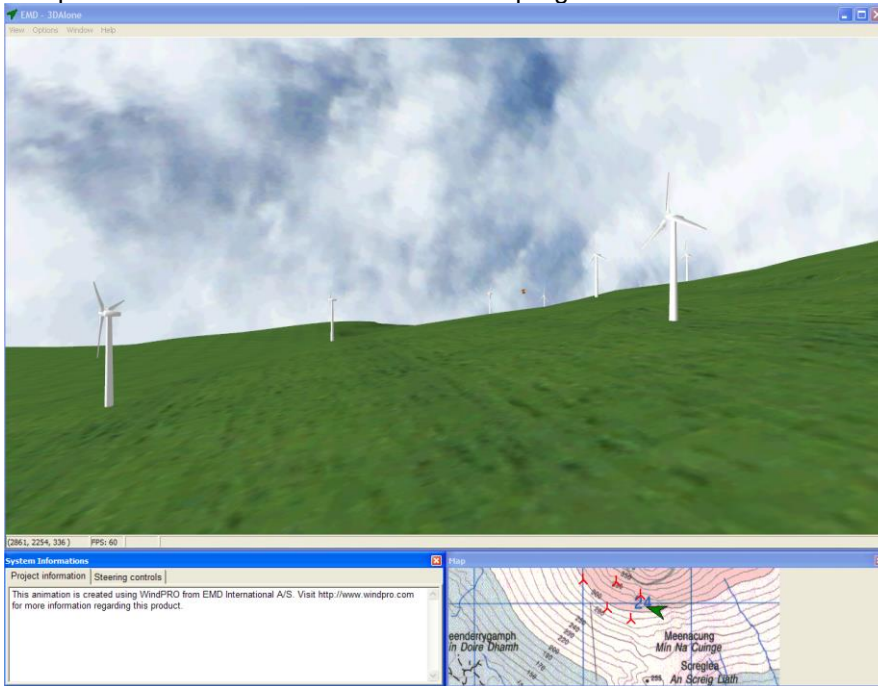 EMD - 3DAlone
View Options Window Help
(2861, 2254, 336 ) FPS: 60
System Informations
Project information Steering controls
This animation is created using WindPRO from EMD International A/S. Visit http://www.windpro.com
for more information regarding this product.
Map
24
eenderrygamph
in Doire Dhamh
Meenacung
Min Na Cuinge
Screglea
An Screig Liath